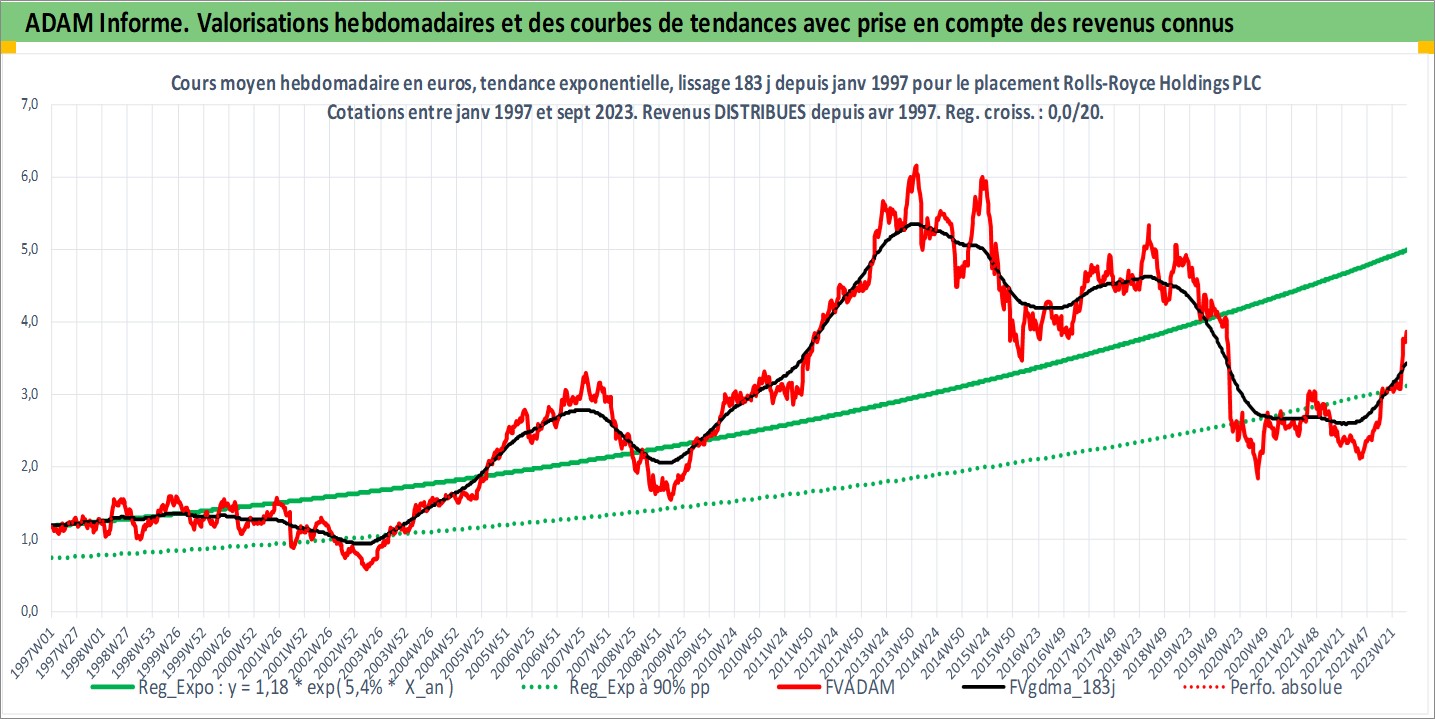 ADAM Informe. Valorisations hebdomadaires et des courbes de tendances avec prise en compte des revenus connus
Cours moyen hebdomadaire en euros, tendance exponentielle, lissage 183 j depuis janv 1997 pour le placement Rolls-Royce Holdings PLC
Cotations entre janv 1997 et sept 2023. Revenus DISTRIBUES depuis avr 1997. Reg. croiss. : 0,0/20.
7,0
6,0
5,0
4,0
3,0
2,0
1,0
0,0
1997W01
1997W27
1998W01
1998W27
1998W53
1999W26
1999W52
2000W26
2000W52
2001W26
2001W52
2002W26
2002W52
2003W26
2003W52
2004W26
2004W52
2005W25
2005W51
2006W25
2006W51
2007W25
2007W51
2008W25
2008W51
2009W25
2009W51
2010W24
2010W50
2011W24
2011W50
2012W24
2012W50
2013W24
2013W50
2014W24
2014W50
2015W24
2015W50
2016W23
2016W49
2017W23
2017W49
2018W23
2018W49
2019W23
2019W49
2020W23
2020W49
2021W22
2021W48
2022W21
2022W47
2023W21
Reg_Expo : y = 1,18 * exp( 5,4% * X_an )
Reg_Exp à 90% pp
FVADAM
FVgdma_183j
Perfo. absolue